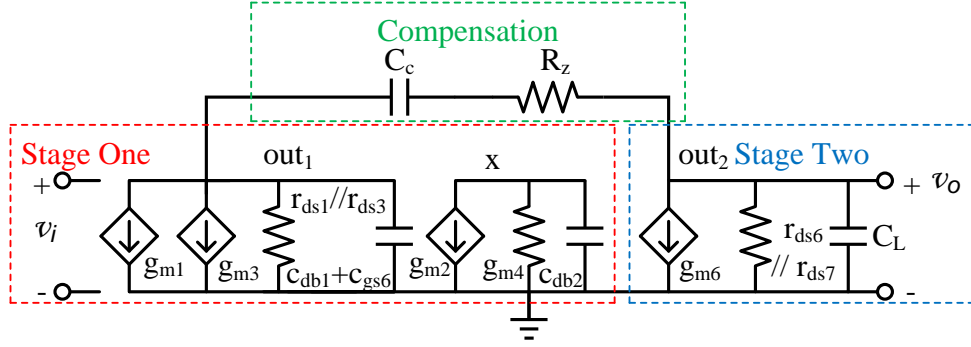 Compensation
C_c
R_z
Stage One
out_1
x
out_2
Stage Two
+
+
v_o
r_ds1//r_ds3
v_i
r_ds6
C_L
g_m1
g_m3
g_m2
g_m4
g_m6
// r_ds7
c_db1+c_gs6
c_db2
-
-